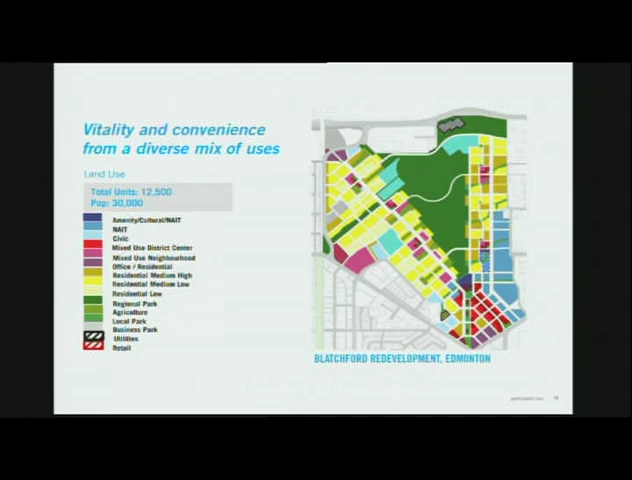 Vitality and convenience
from a diverse mix of uses
Land Use
Total Units: 12,500
Pop: 30,000
Amenity/Cultural/NAIT
NAIT
Civic
Mixed Use District Center
Mixed Use Neighbourhood
Office / Residential
Residential Medium High
Residential Medium Low
Residential Low
Regional Park
Agriculture
Local Park
Business Park
Utilities
Retail
BLATCHFORD REDEVELOPMENT, EDMONTON